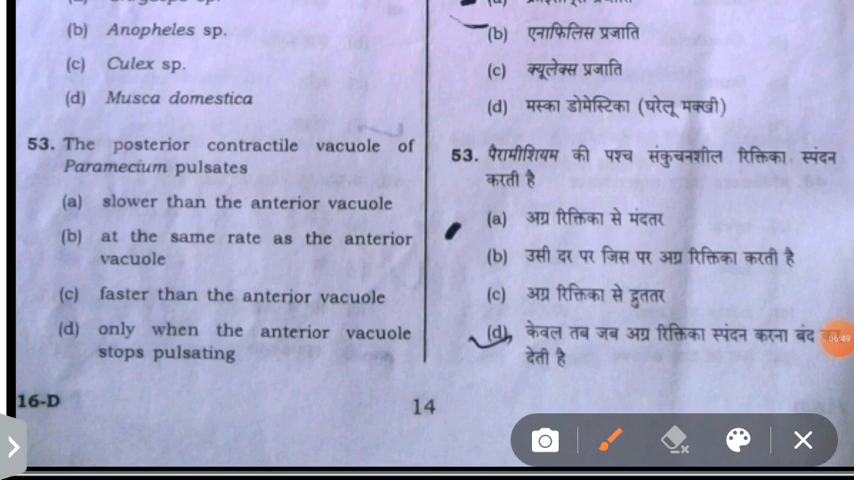 (b) Anopheles sp.
(c) Culex sp.
(d) Musca domestica
53. The posterior contractile vacuole of
Paramecium pulsates
(a) slower than the anterior vacuole
(b) at the same rate as the anterior
vacuole
(c) faster than the anterior vacuole
(d) only when the anterior vacuole
stops pulsating
16-D
(b) एनाफिलिस प्रजाति
(c) क्यूलेक्स प्रजाति
(d) मस्का डोमेस्टिका (घरेलू मक्खी)
53. पैरामीशियम की पश्च संकुचनशील रिक्तिका स्पंदन
करती है
(a) अग्र रिक्तिका से मंदतर
(b) उसी दर पर जिस पर अग्र रिक्तिका करती है
(c) अग्र रिक्तिका से द्रुततर
(d) केवल तब जब अग्र रिक्तिका स्पंदन करना बंद
देती है
14
06:49